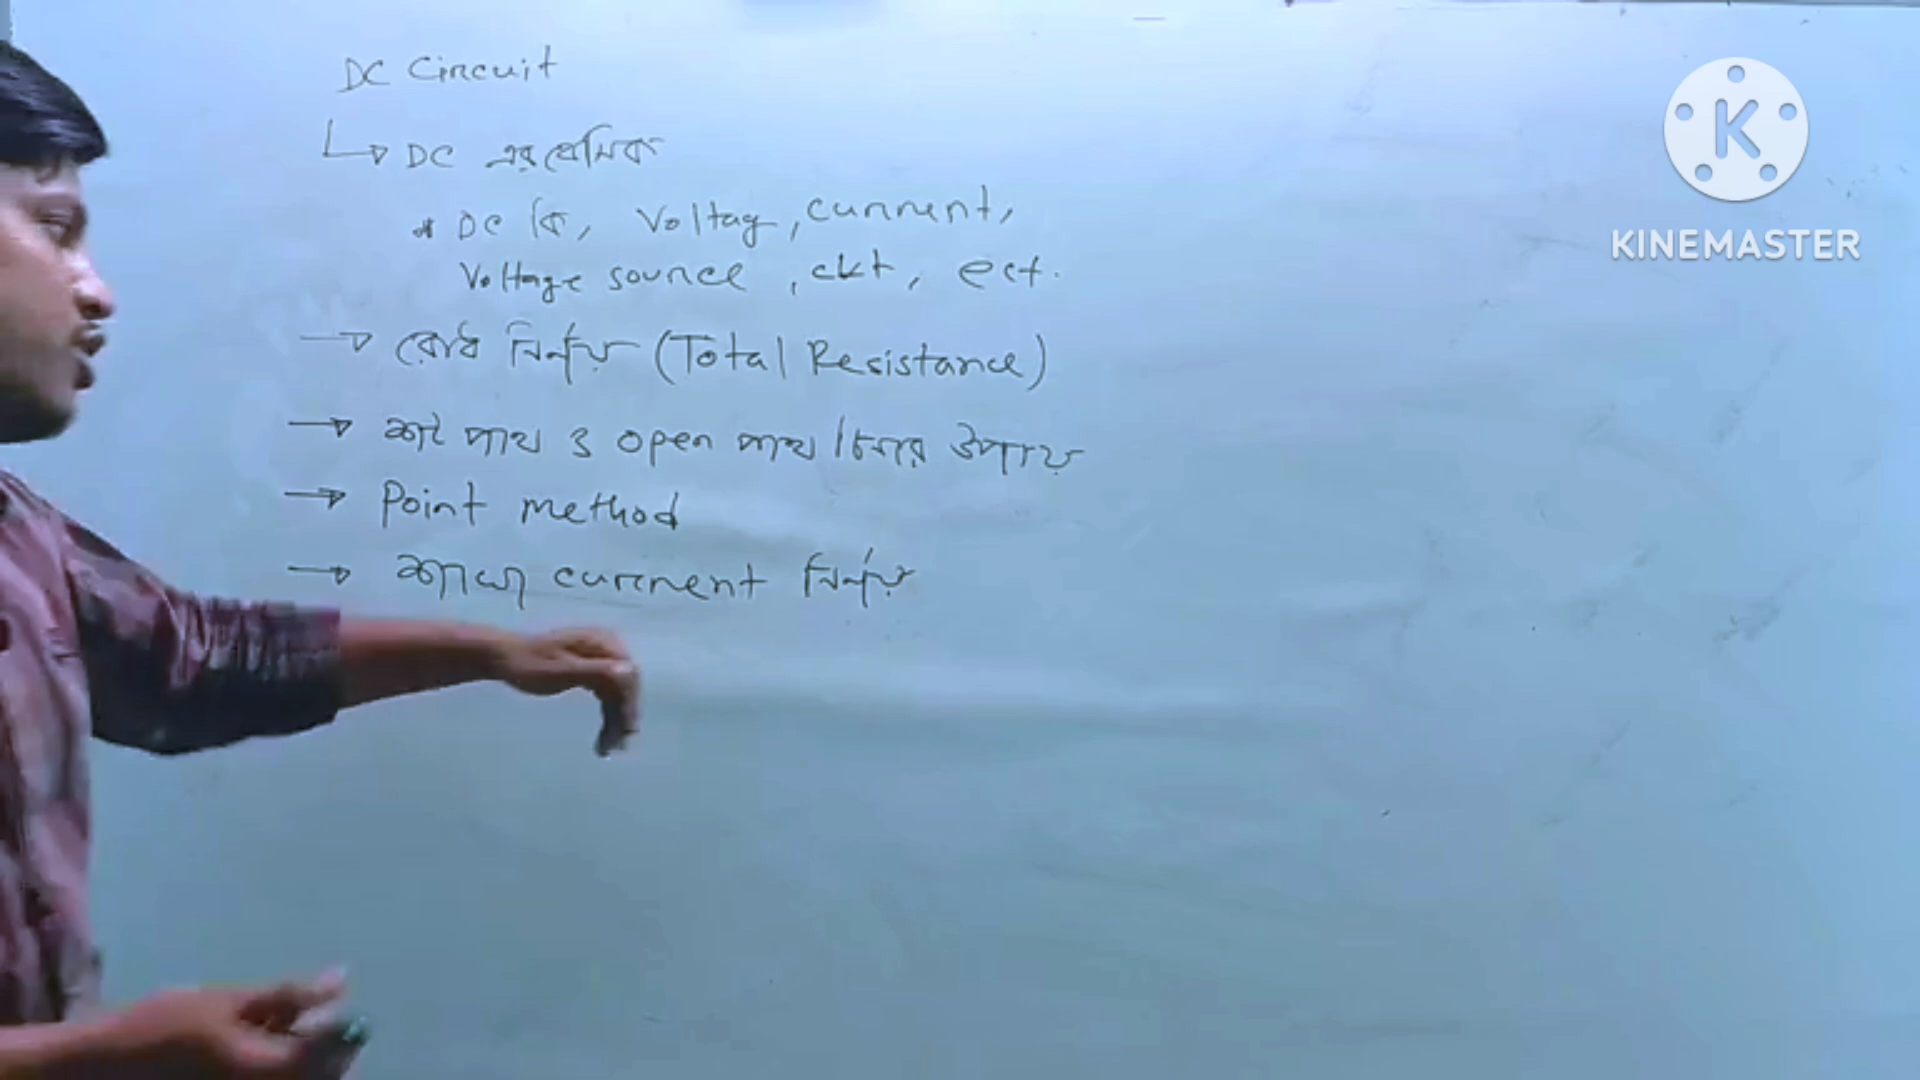 DC Circuit
DC এর বেসিক
* DC কি, Voltag, current,
Voltage source, ckt, ect.
রোধ নির্ণয় (Total Resistance)
শর্ট পাথ ও open পাথ চিনার উপায়
Point method
শাখা current নির্ণয়
K
KINEMASTER